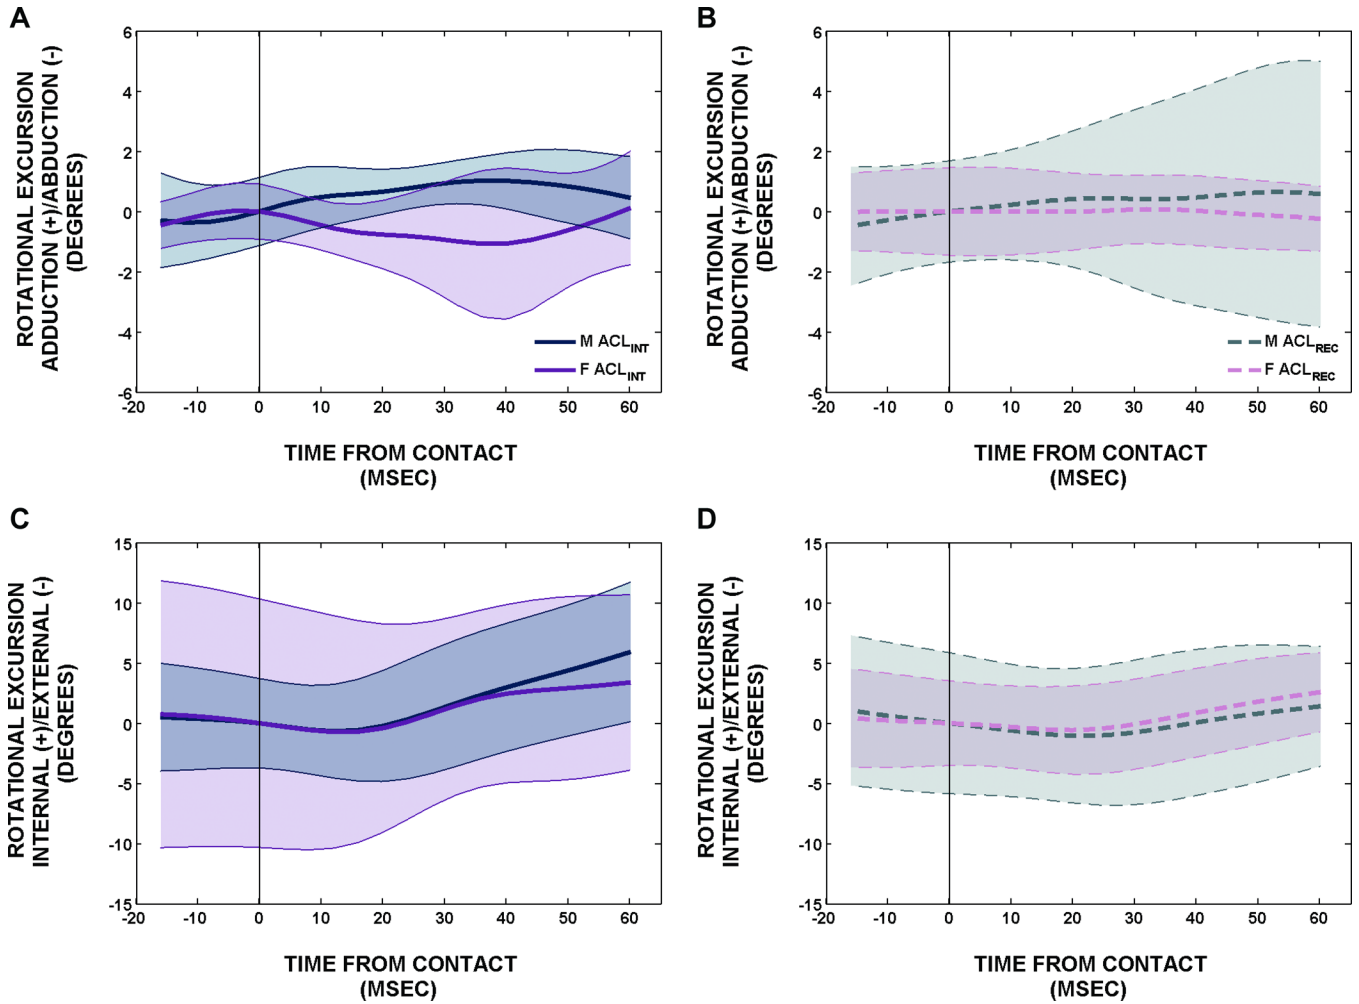 A
ROTATIONAL EXCURSION
ADDUCTION (+)/ABDUCTION (-)
(DEGREES)
6
4
2
0
-2
-4
-6
-20
-10
0
10
20
30
40
50
60
M ACL_INT
F ACL_INT
TIME FROM CONTACT
(MSEC)
B
ROTATIONAL EXCURSION
ADDUCTION (+)/ABDUCTION (-)
(DEGREES)
6
4
2
0
-2
-4
-6
-20
-10
0
10
20
30
40
50
60
M ACL_REC
F ACL_REC
TIME FROM CONTACT
(MSEC)
C
ROTATIONAL EXCURSION
INTERNAL (+)/EXTERNAL (-)
(DEGREES)
15
10
5
0
-5
-10
-15
-20
-10
0
10
20
30
40
50
60
TIME FROM CONTACT
(MSEC)
D
ROTATIONAL EXCURSION
INTERNAL (+)/EXTERNAL (-)
(DEGREES)
15
10
5
0
-5
-10
-15
-20
-10
0
10
20
30
40
50
60
TIME FROM CONTACT
(MSEC)